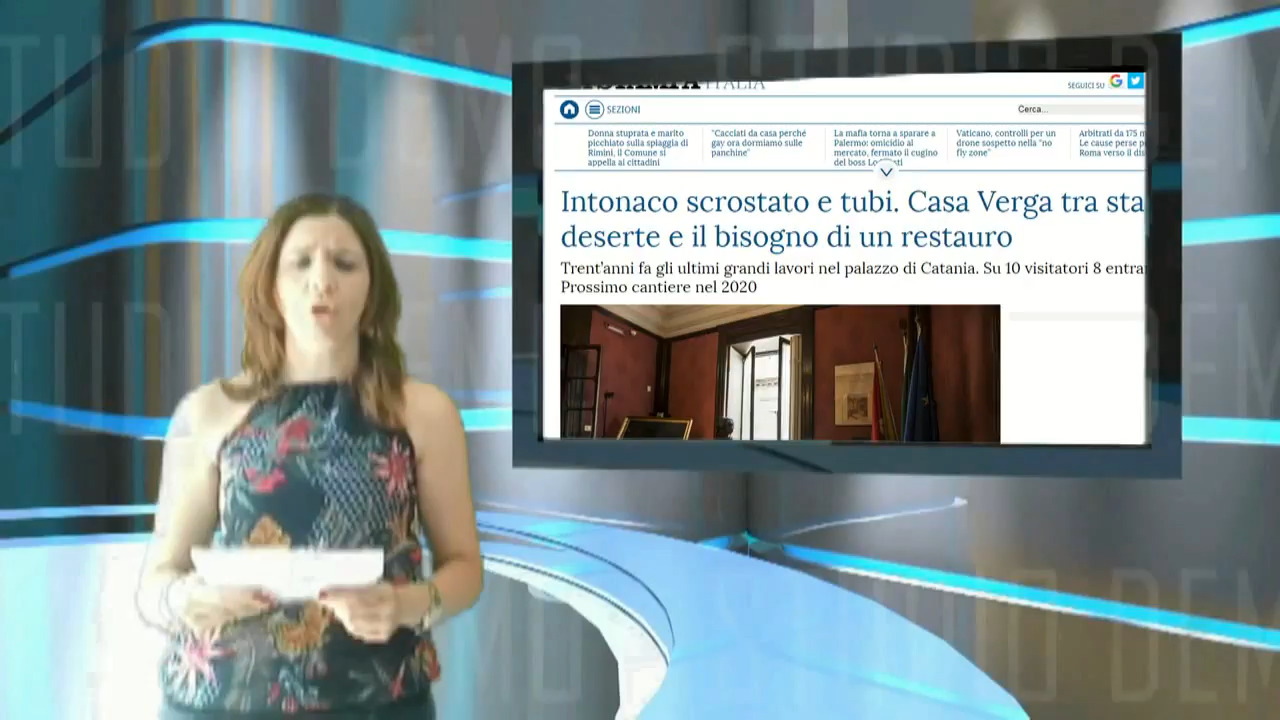 STUDIO DEMO
ITALIA
SEGUICI SU
SEZIONI
Cerca...
Donna stuprata e marito
picchiato sulla spiaggia di
Rimini, il Comune si
appella ai cittadini
"Cacciati da casa perché
gay ora dormiamo sulle
panchine"
La mafia torna a sparare a
Palermo: omicidio al
mercato, fermato il cugino
del boss
Vaticano, controlli per un
drone sospetto nella "no
fly zone"
Arbitrati da 175 m
Le cause perse p
Roma verso il dis
Intonaco scrostato e tubi. Casa Verga tra sta
deserte e il bisogno di un restauro
Trent'anni fa gli ultimi grandi lavori nel palazzo di Catania. Su 10 visitatori 8 entra
Prossimo cantiere nel 2020